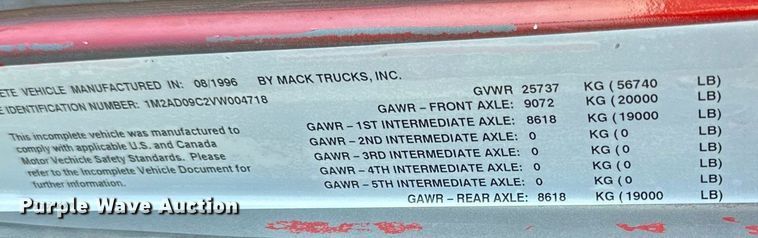 ETE VEHICLE MANUFACTURED IN: 08/1996 BY MACK TRUCKS, INC.
E IDENTIFICATION NUMBER: 1M2AD09C2VW004718
This incomplete vehicle was manufactured to
comply with applicable U.S. and Canada
Motor Vechicle Safety Standards. Please
refer to the Incomplete Vehicle Document for
further information.
GVWR 25737 KG (56740 LB)
GAWR - FRONT AXLE: 9072 KG (20000 LB)
GAWR - 1ST INTERMEDIATE AXLE: 8618 KG (19000 LB)
GAWR - 2ND INTERMEDIATE AXLE: 0 KG (0 LB)
GAWR - 3RD INTERMEDIATE AXLE: 0 KG (0 LB)
GAWR - 4TH INTERMEDIATE AXLE: 0 KG (0 LB)
GAWR - 5TH INTERMEDIATE AXLE: 0 KG (0 LB)
GAWR - REAR AXLE: 8618 KG (19000 LB)
Purple Wave Auction